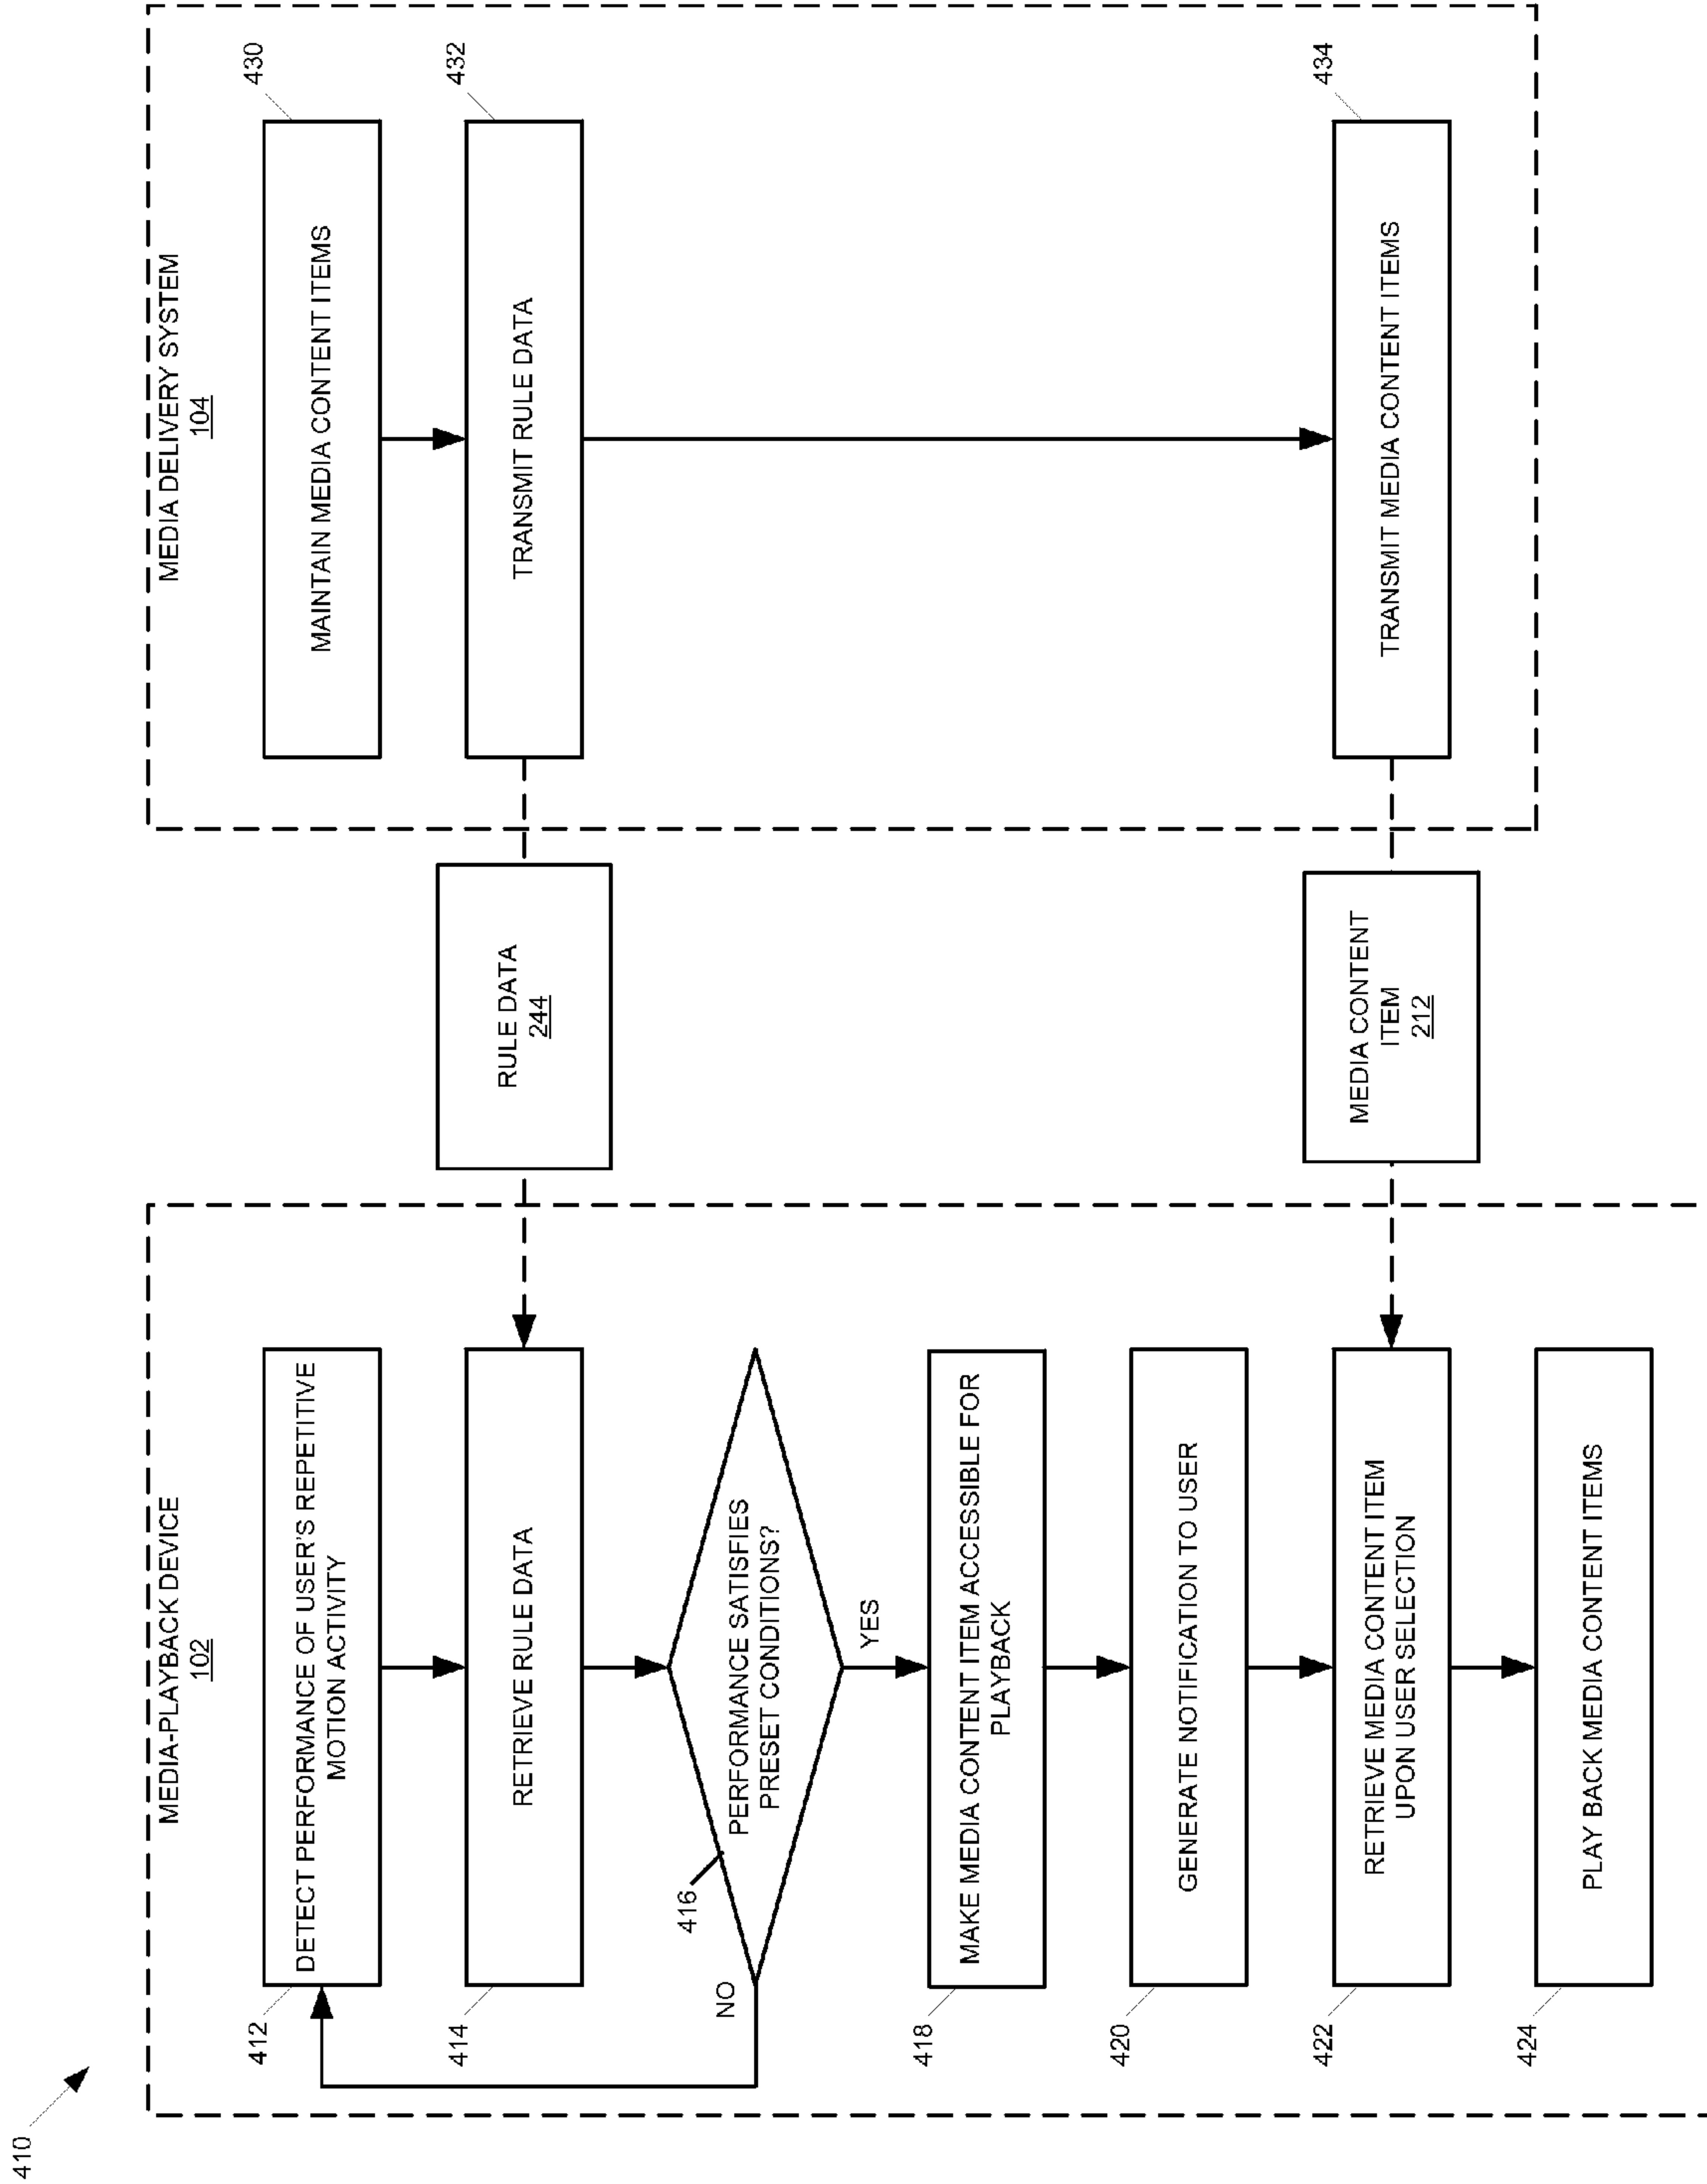 410
MEDIA-PLAYBACK DEVICE
102
412
DETECT PERFORMANCE OF USER'S REPETITIVE
MOTION ACTIVITY
414
RETRIEVE RULE DATA
416
PERFORMANCE SATISFIES
PRESET CONDITIONS?
NO
YES
418
MAKE MEDIA CONTENT ITEM ACCESSIBLE FOR
PLAYBACK
420
GENERATE NOTIFICATION TO USER
422
RETRIEVE MEDIA CONTENT ITEM
UPON USER SELECTION
424
PLAY BACK MEDIA CONTENT ITEMS
RULE DATA
244
MEDIA CONTENT
ITEM
212
MEDIA DELIVERY SYSTEM
104
430
MAINTAIN MEDIA CONTENT ITEMS
432
TRANSMIT RULE DATA
434
TRANSMIT MEDIA CONTENT ITEMS